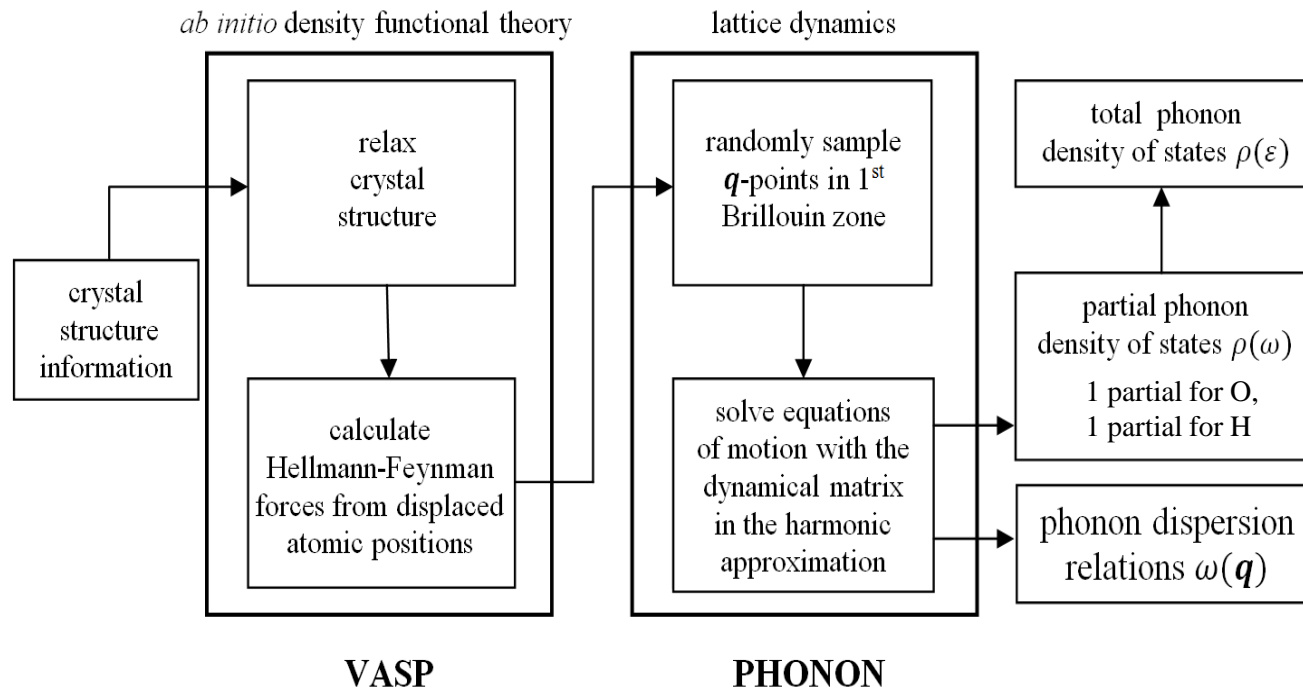 ab initio density functional theory
lattice dynamics
crystal
structure
information
relax
crystal
structure
calculate
Hellmann-Feynman
forces from displaced
atomic positions
VASP
randomly sample
q-points in 1st
Brillouin zone
solve equations
of motion with the
dynamical matrix
in the harmonic
approximation
PHONON
total phonon
density of states ρ(ε)
partial phonon
density of states ρ(ω)
1 partial for O,
1 partial for H
phonon dispersion
relations ω(q)